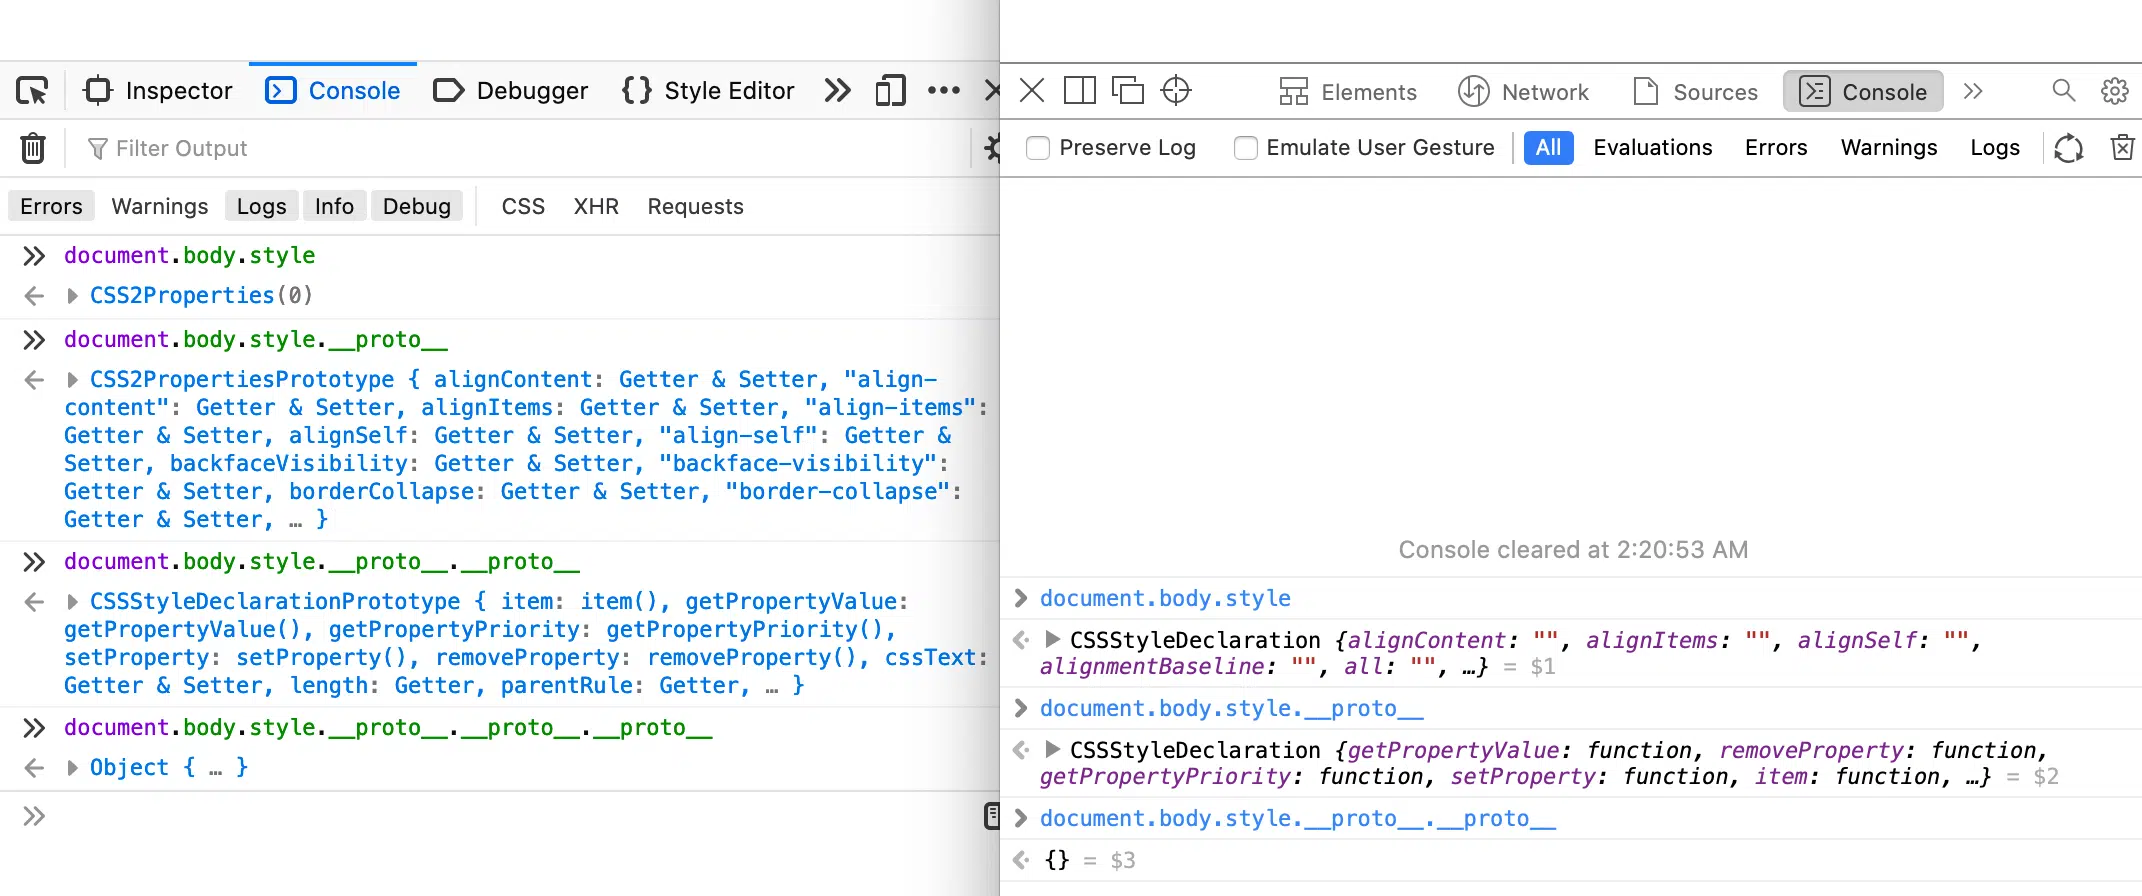 Inspector Console Debugger {} Style Editor
Filter Output
Errors Warnings Logs Info Debug CSS XHR Requests
document.body.style
CSS2Properties(0)
document.body.style.__proto__
CSS2PropertiesPrototype { alignContent: Getter & Setter, "align-
content": Getter & Setter, alignItems: Getter & Setter, "align-items":
Getter & Setter, alignSelf: Getter & Setter, "align-self": Getter &
Setter, backfaceVisibility: Getter & Setter, "backface-visibility":
Getter & Setter, borderCollapse: Getter & Setter, "border-collapse":
Getter & Setter, … }
document.body.style.__proto__.__proto__
CSSStyleDeclarationPrototype { item: item(), getPropertyValue:
getPropertyValue(), getPropertyPriority: getPropertyPriority(),
setProperty: setProperty(), removeProperty: removeProperty(), cssText:
Getter & Setter, length: Getter, parentRule: Getter, … }
document.body.style.__proto__.__proto__.__proto__
Object { … }
Elements Network Sources Console
Preserve Log Emulate User Gesture All Evaluations Errors Warnings Logs
Console cleared at 2:20:53 AM
document.body.style
CSSStyleDeclaration {alignContent: "", alignItems: "", alignSelf: "",
alignmentBaseline: "", all: "", …} = $1
document.body.style.__proto__
CSSStyleDeclaration {getPropertyValue: function, removeProperty: function,
getPropertyPriority: function, setProperty: function, item: function, …} = $2
document.body.style.__proto__.__proto__
{} = $3